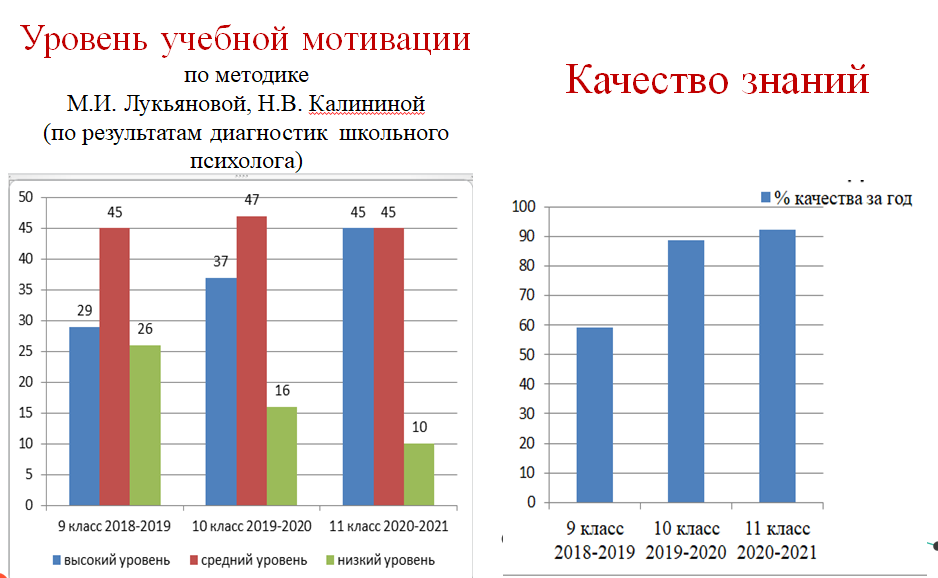 Уровень учебной мотивации
по методике
М.И. Лукьяновой, Н.В. Калининой
(по результатам диагностик школьного
психолога)
50
45
40
35
30
25
20
15
10
5
0
29
45
26
37
47
16
45
45
10
9 класс 2018-2019
10 класс 2019-2020
11 класс 2020-2021
высокий уровень
средний уровень
низкий уровень
Качество знаний
% качества за год
100
90
80
70
60
50
40
30
20
10
0
9 класс
2018-2019
10 класс
2019-2020
11 класс
2020-2021